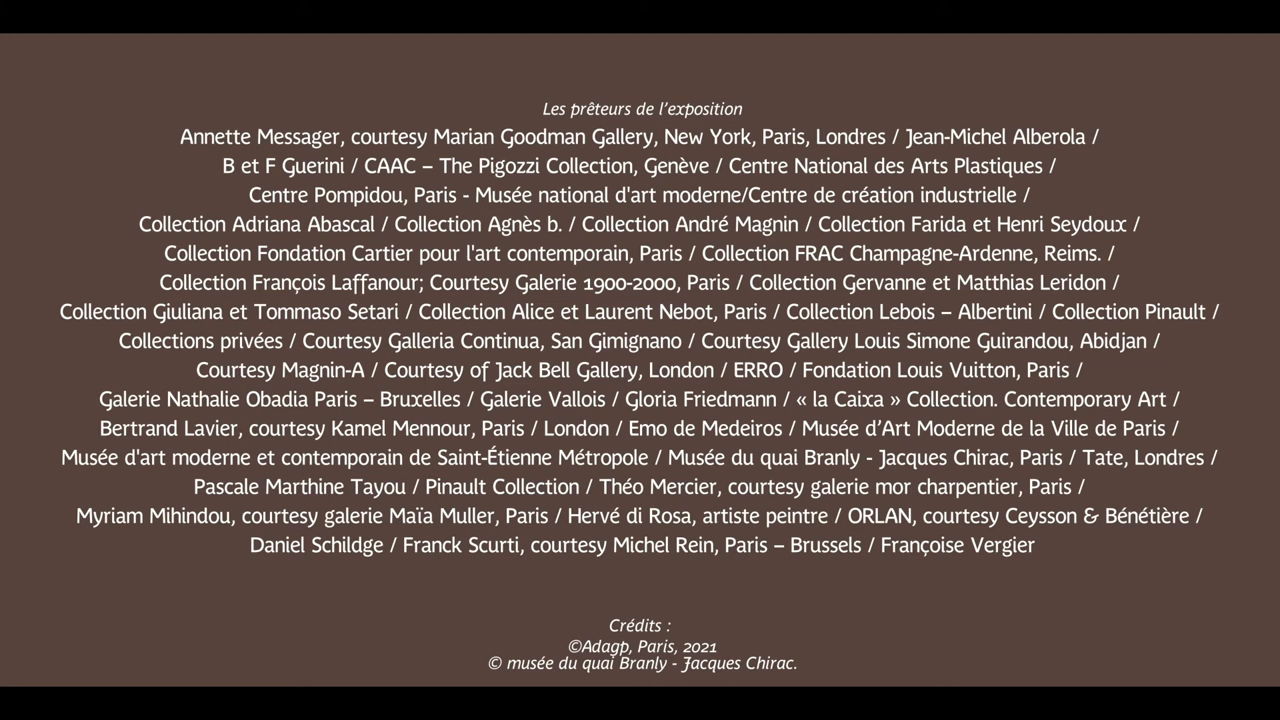 Les prêteurs de l’exposition
Annette Messager, courtesy Marian Goodman Gallery, New York, Paris, Londres / Jean-Michel Alberola /
B et F Guerini / CAAC – The Pigozzi Collection, Genève / Centre National des Arts Plastiques /
Centre Pompidou, Paris - Musée national d'art moderne/Centre de création industrielle /
Collection Adriana Abascal / Collection Agnès b. / Collection André Magnin / Collection Farida et Henri Seydoux /
Collection Fondation Cartier pour l'art contemporain, Paris / Collection FRAC Champagne-Ardenne, Reims. /
Collection François Laffanour; Courtesy Galerie 1900-2000, Paris / Collection Gervanne et Matthias Leridon /
Collection Giuliana et Tommaso Setari / Collection Alice et Laurent Nebot, Paris / Collection Lebois – Albertini / Collection Pinault /
Collections privées / Courtesy Galleria Continua, San Gimignano / Courtesy Gallery Louis Simone Guirandou, Abidjan /
Courtesy Magnin-A / Courtesy of Jack Bell Gallery, London / ERRO / Fondation Louis Vuitton, Paris /
Galerie Nathalie Obadia Paris – Bruxelles / Galerie Vallois / Gloria Friedmann / « la Caixa » Collection. Contemporary Art /
Bertrand Lavier, courtesy Kamel Mennour, Paris / London / Emo de Medeiros / Musée d’Art Moderne de la Ville de Paris /
Musée d'art moderne et contemporain de Saint-Étienne Métropole / Musée du quai Branly - Jacques Chirac, Paris / Tate, Londres /
Pascale Marthine Tayou / Pinault Collection / Théo Mercier, courtesy galerie mor charpentier, Paris /
Myriam Mihindou, courtesy galerie Maïa Muller, Paris / Hervé di Rosa, artiste peintre / ORLAN, courtesy Ceysson & Bénétière /
Daniel Schildge / Franck Scurti, courtesy Michel Rein, Paris – Brussels / Françoise Vergier
Crédits :
©Adagp, Paris, 2021
© musée du quai Branly - Jacques Chirac.